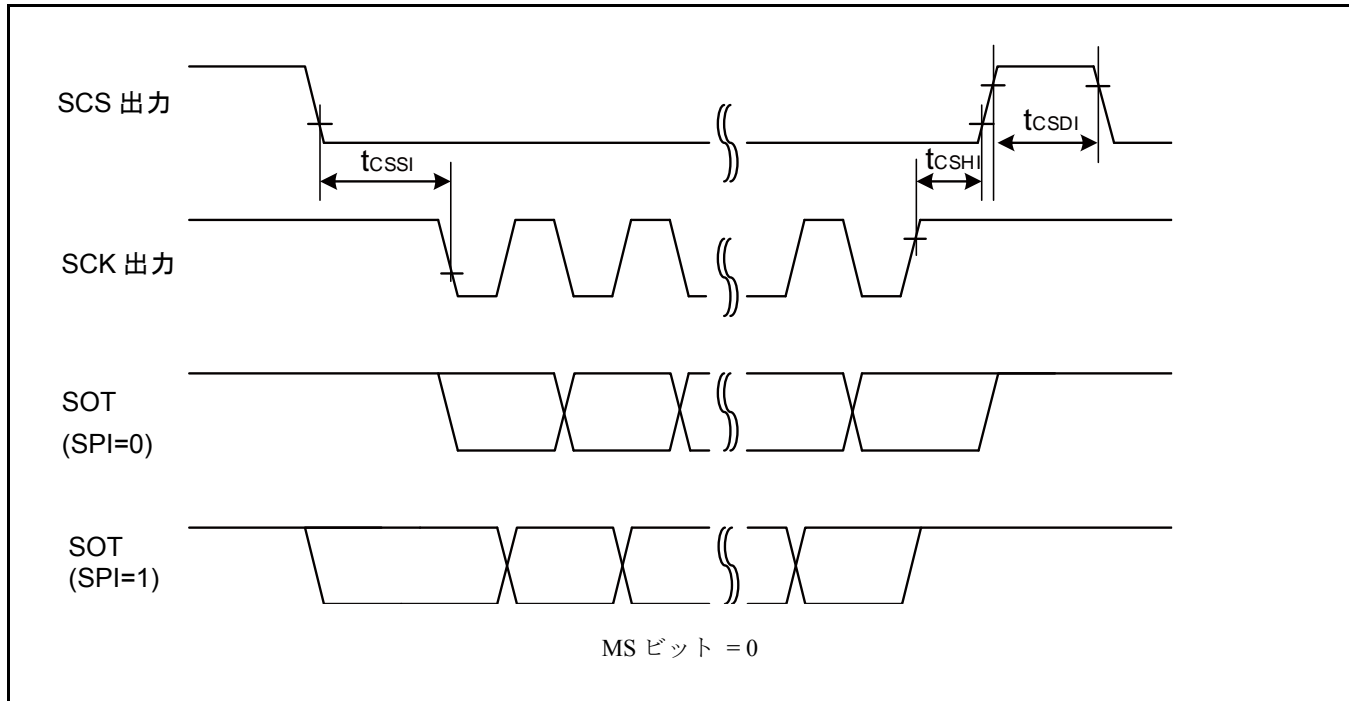 SCS 出力
tCSSI
tCSHI
tCSDI
SCK 出力
SOT
(SPI=0)
SOT
(SPI=1)
MS ビット = 0